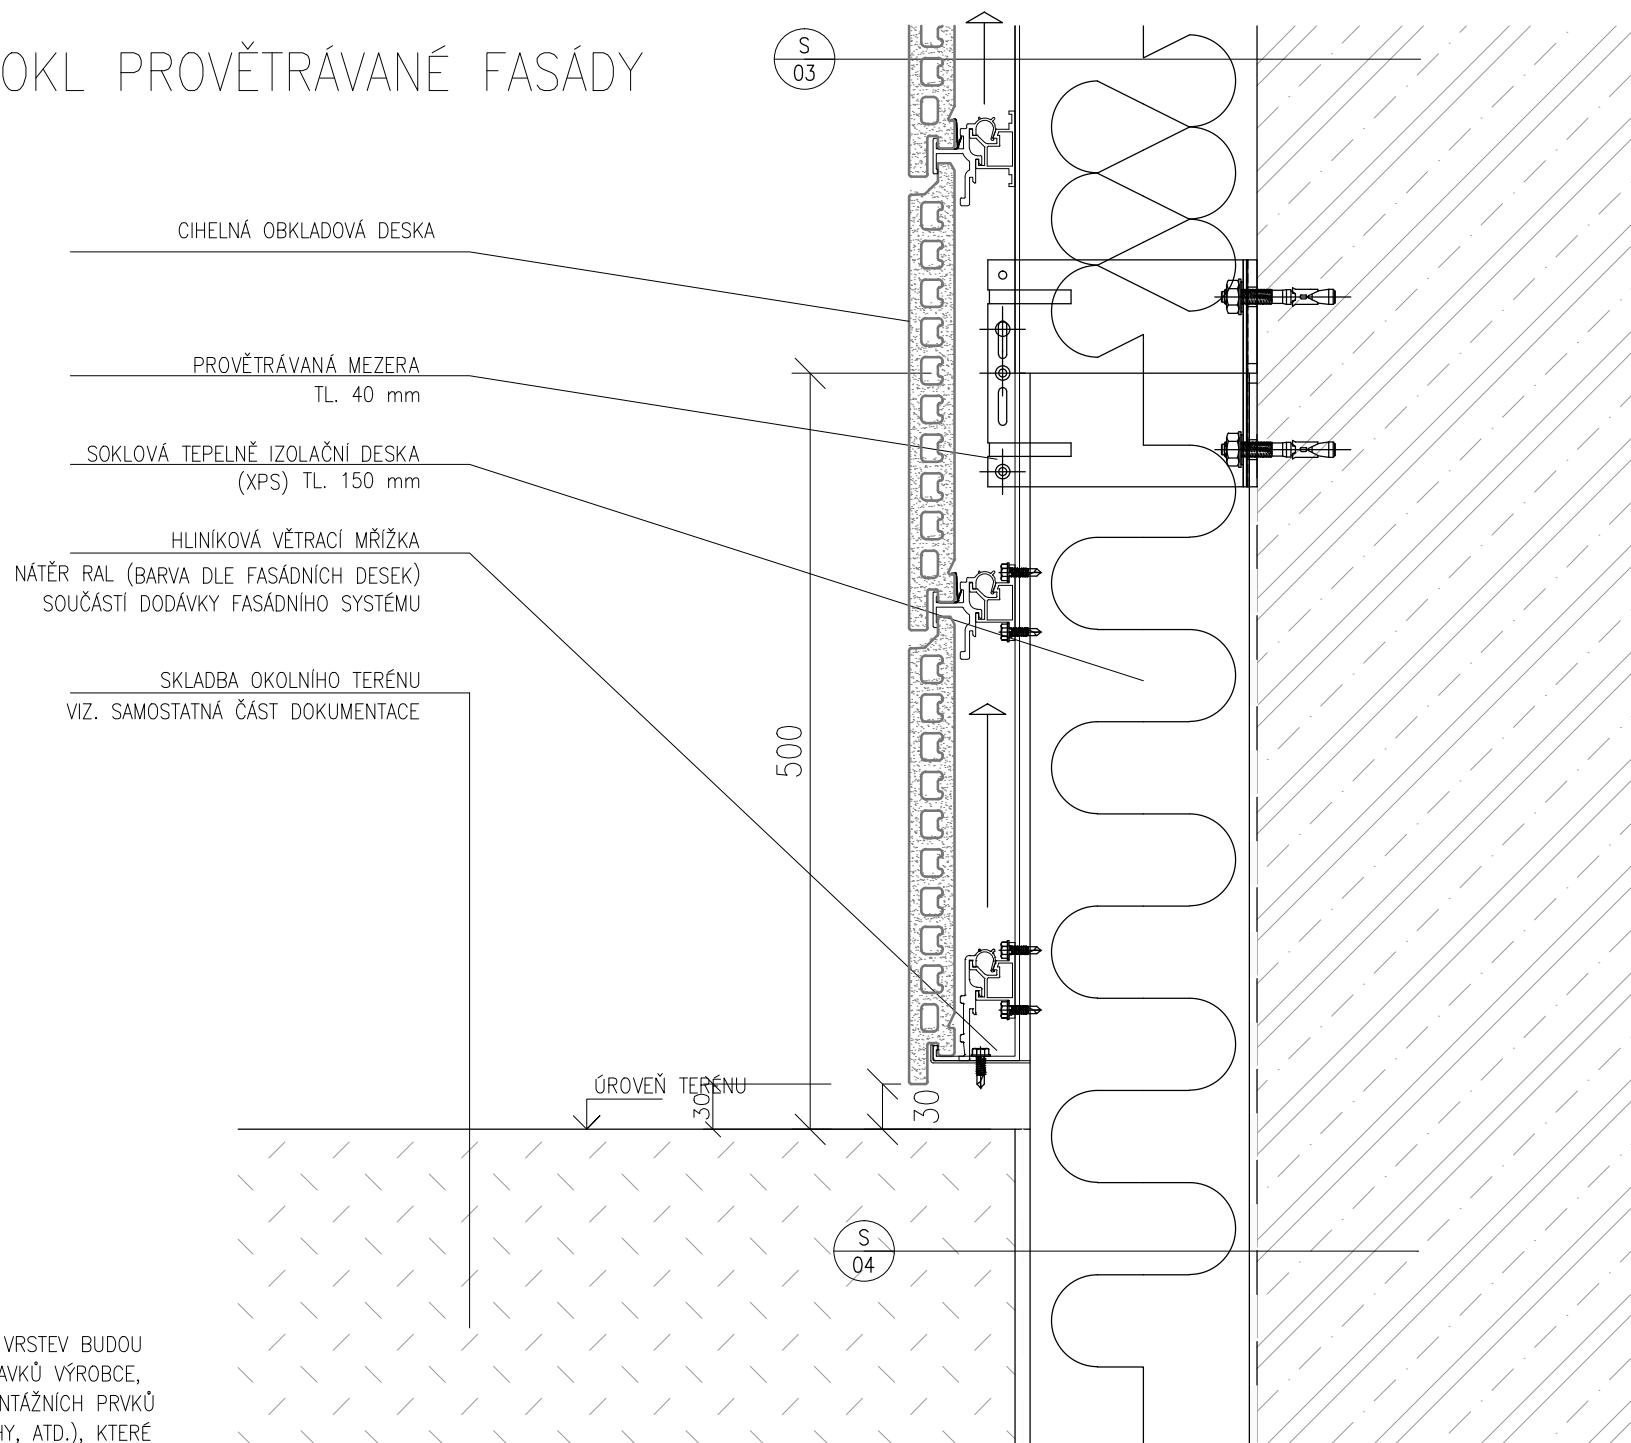 OKL PROVĚTRÁVANÉ FASÁDY
S
03
CIHELNÁ OBKLADOVÁ DESKA
PROVĚTRÁVANÁ MEZERA
TL. 40 mm
SOKLOVÁ TEPELNĚ IZOLAČNÍ DESKA
(XPS) TL. 150 mm
HLINÍKOVÁ VĚTRACÍ MŘÍŽKA
NÁTĚR RAL (BARVA DLE FASÁDNÍCH DESEK)
SOUČÁSTÍ DODÁVKY FASÁDNÍHO SYSTÉMU
SKLADBA OKOLNÍHO TERÉNU
VIZ. SAMOSTATNÁ ČÁST DOKUMENTACE
500
ÚROVEŇ TERÉNU
30
30
S
04
VRSTEV BUDOU
AVKŮ VÝROBCE,
NTÁŽNÍCH PRVKŮ
HY, ATD.), KTERÉ